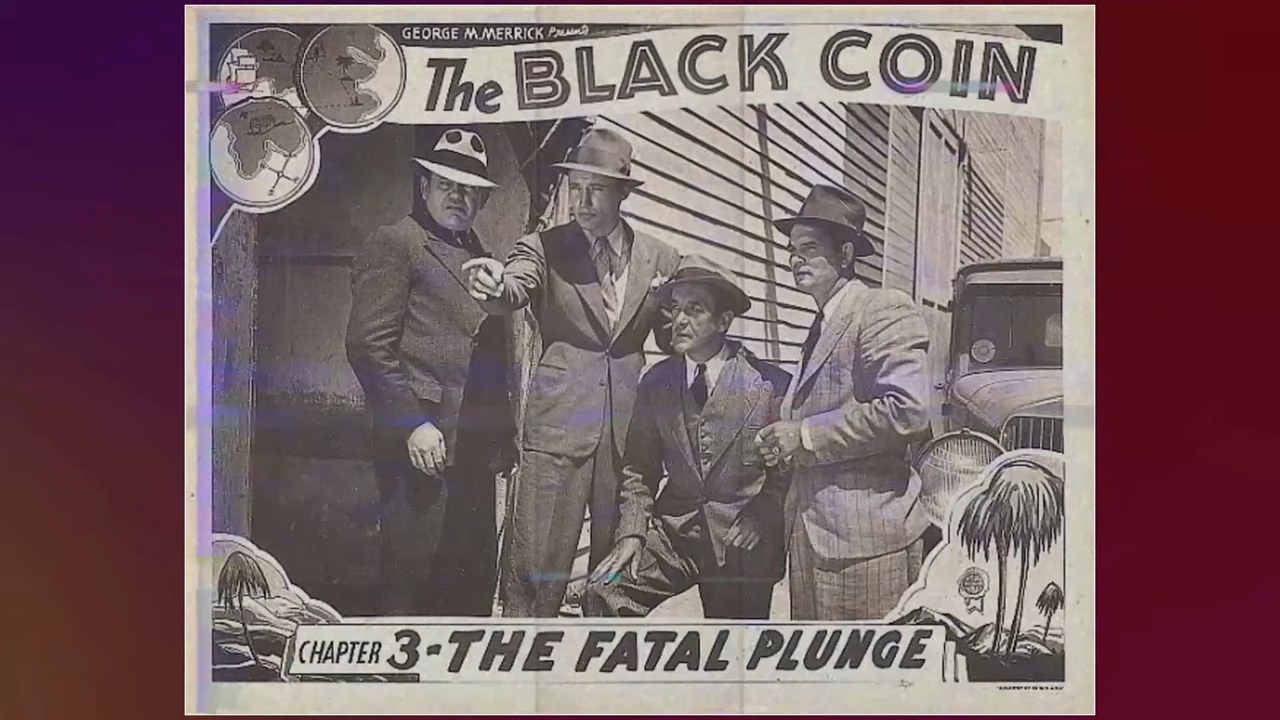 GEORGE M. MERRICK Presents
The BLACK COIN
CHAPTER 3-THE FATAL PLUNGE